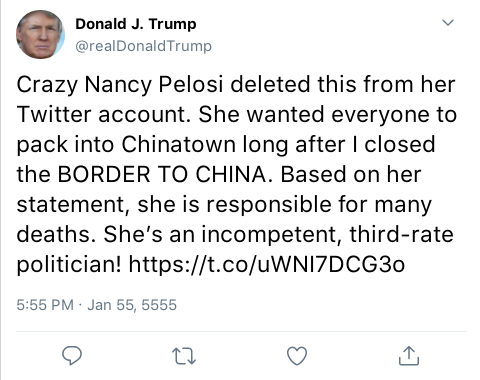 Donald J. Trump
@realDonaldTrump
Crazy Nancy Pelosi deleted this from her
Twitter account. She wanted everyone to
pack into Chinatown long after I closed
the BORDER TO CHINA. Based on her
statement, she is responsible for many
deaths. She’s an incompetent, third-rate
politician! https://t.co/uWNI7DCG3o
5:55 PM · Jan 55, 5555